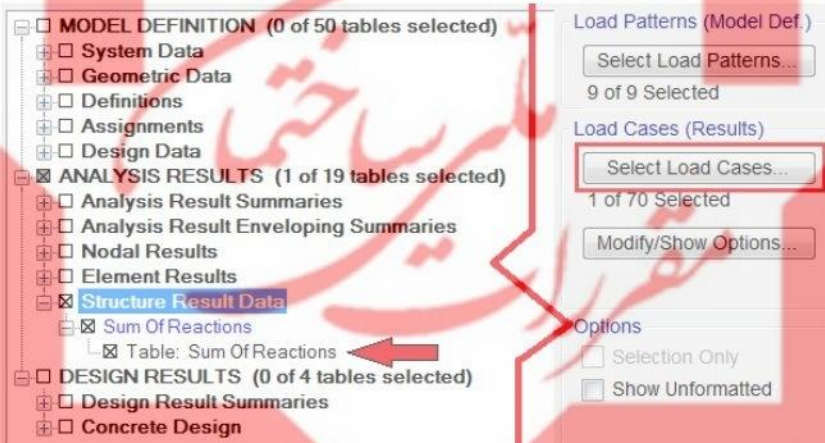 MODEL DEFINITION (0 of 50 tables selected)
System Data
Geometric Data
Definitions
Assignments
Design Data
ANALYSIS RESULTS (1 of 19 tables selected)
Analysis Result Summaries
Analysis Result Enveloping Summaries
Nodal Results
Element Results
Structure Result Data
Sum Of Reactions
Table: Sum Of Reactions
DESIGN RESULTS (0 of 4 tables selected)
Design Result Summaries
Concrete Design
Load Patterns (Model Def.)
Select Load Patterns...
9 of 9 Selected
Load Cases (Results)
Select Load Cases...
1 of 70 Selected
Modify/Show Options...
Options
Selection Only
Show Unformatted
مقررات
ملی ساختمان